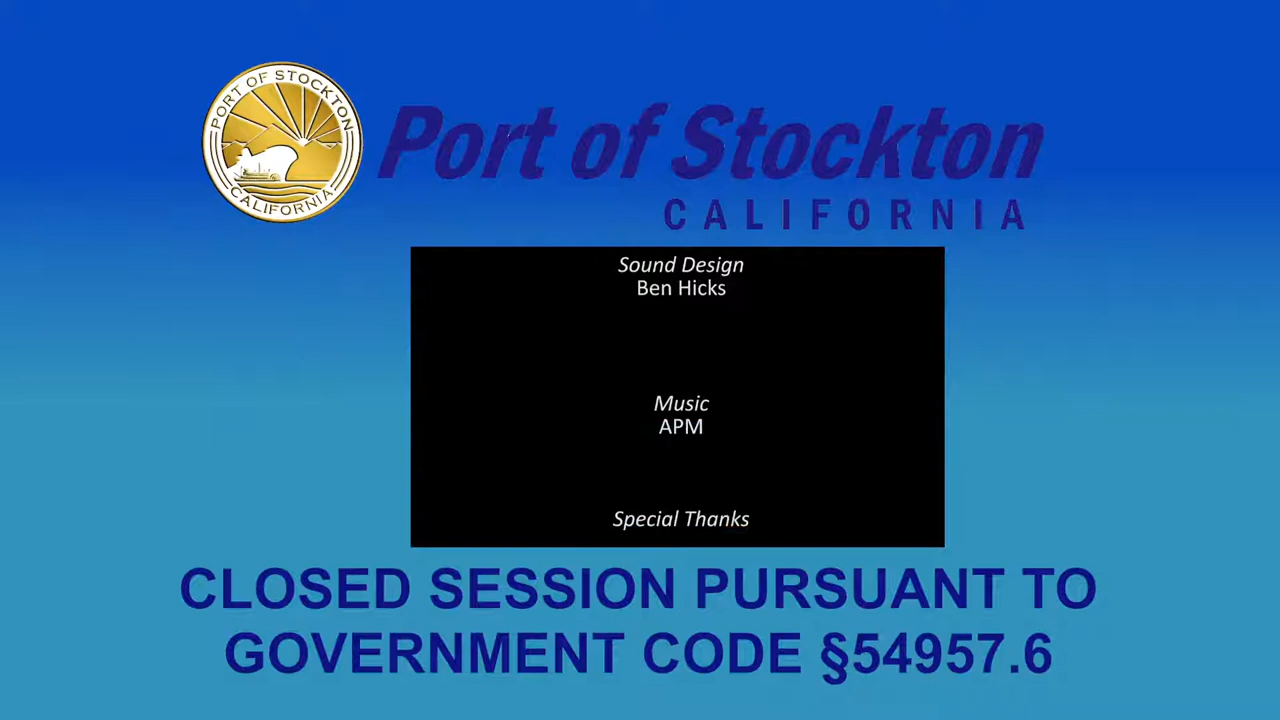 PORT OF STOCKTON
CALIFORNIA
Port of Stockton
CALIFORNIA
Sound Design
Ben Hicks
Music
APM
Special Thanks
CLOSED SESSION PURSUANT TO
GOVERNMENT CODE §54957.6